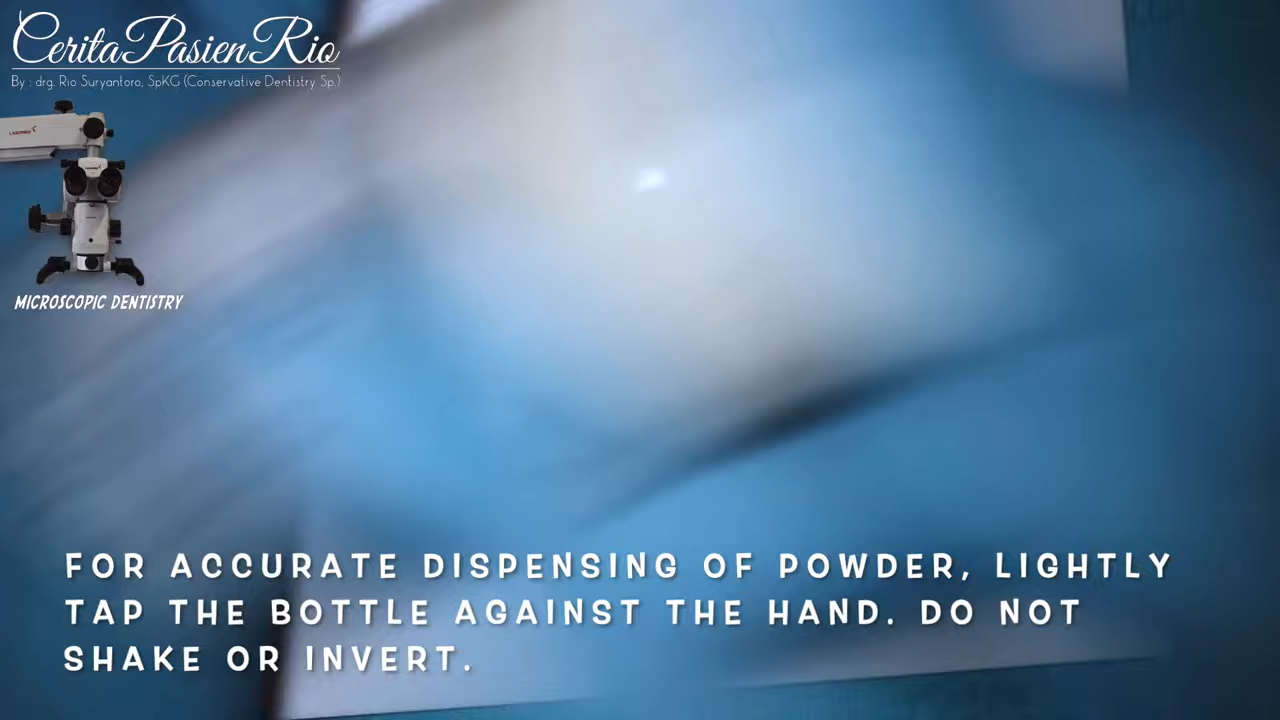 CeritaPasienRio
By : drg. Rio Suryantoro, SpKG (Conservative Dentistry Sp.)
LABOMED
MICROSCOPIC DENTISTRY
FOR ACCURATE DISPENSING OF POWDER, LIGHTLY
TAP THE BOTTLE AGAINST THE HAND. DO NOT
SHAKE OR INVERT.